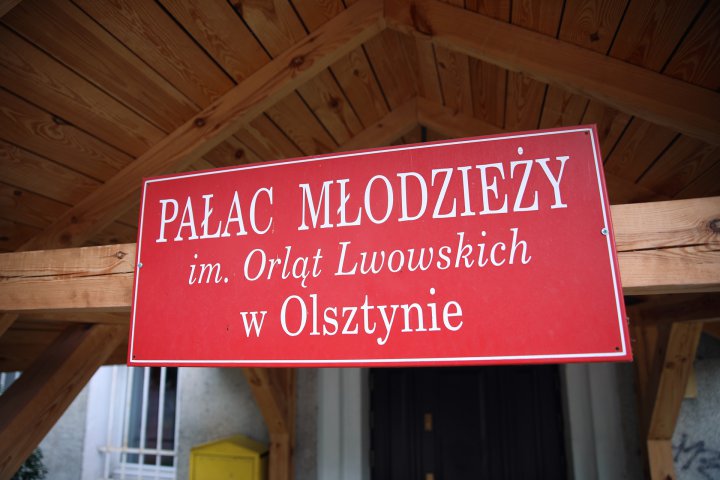 PAŁAC MŁODZIEŻY
im. Orląt Lwowskich
w Olsztynie